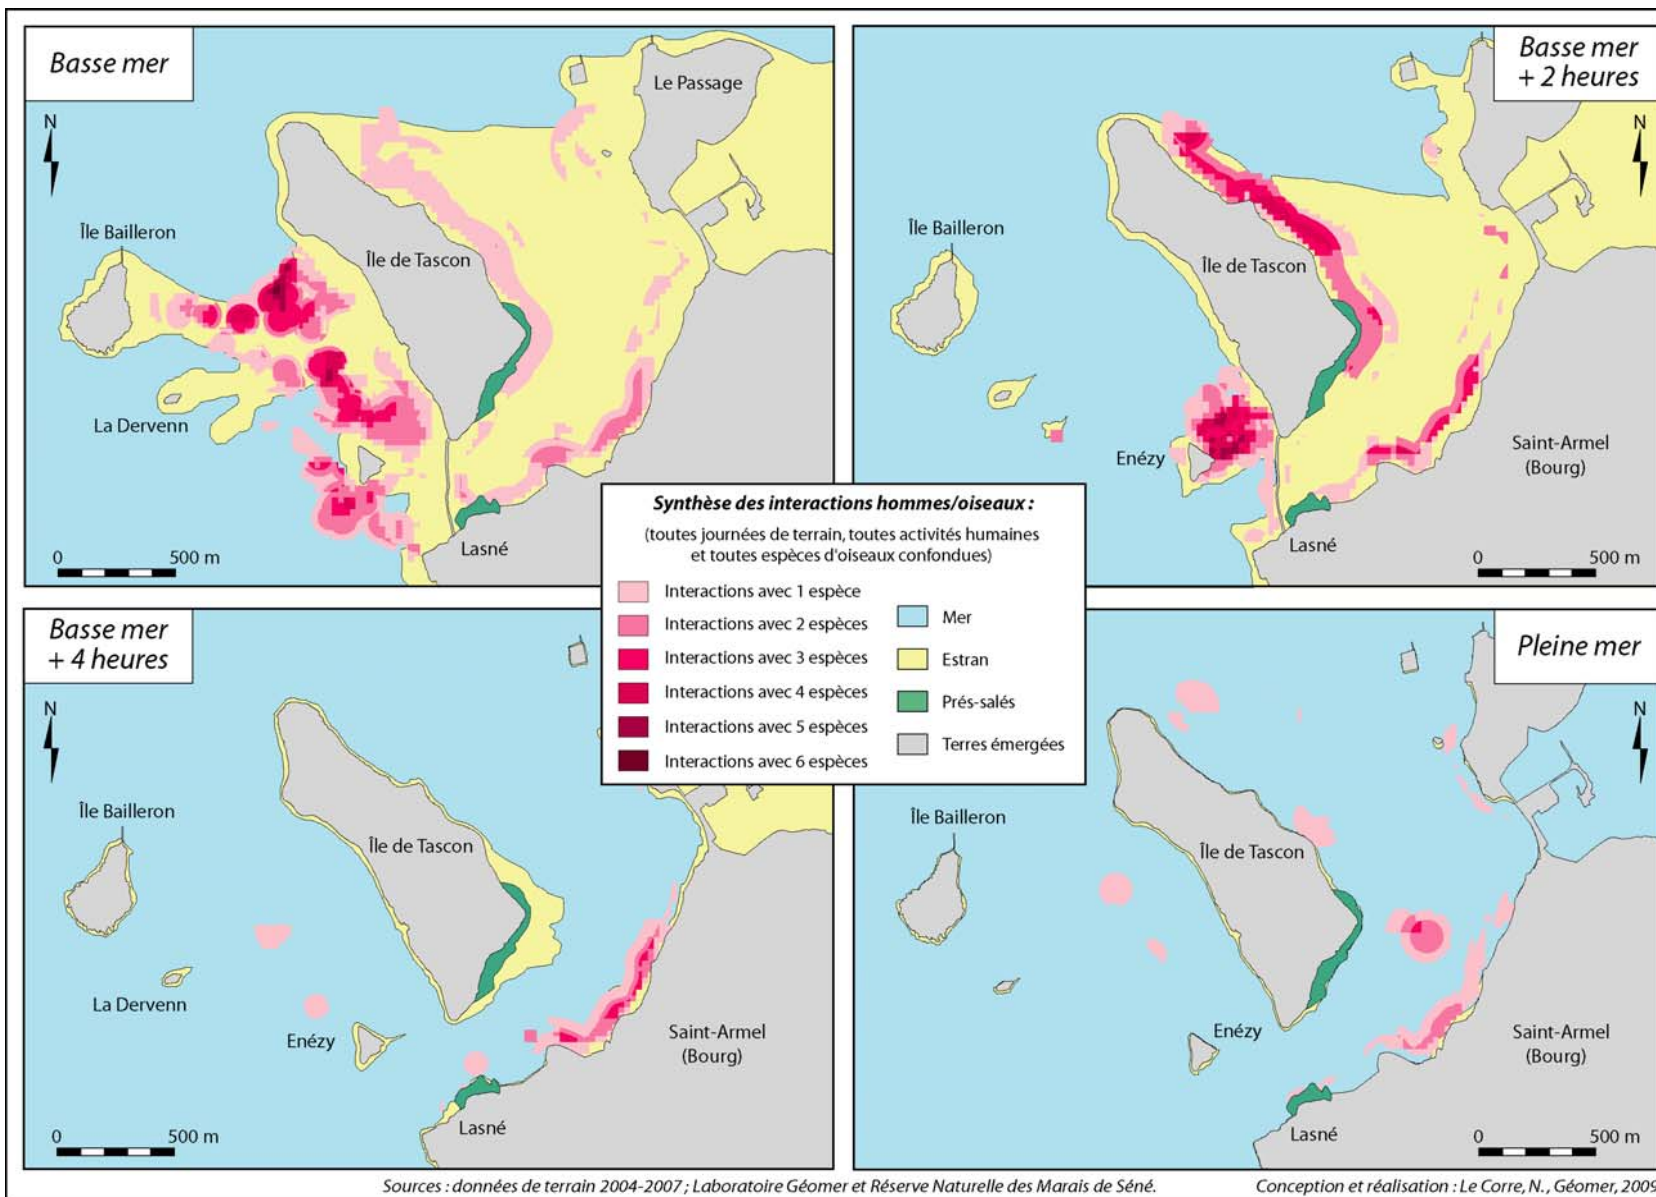 Basse mer
N
Le Passage
Île Bailleron
Île de Tascon
La Dervenn
Lasné
0 500 m
Basse mer
+ 2 heures
N
Île Bailleron
Île de Tascon
Enézy
Saint-Armel
(Bourg)
Lasné
0 500 m
Synthèse des interactions hommes/oiseaux :
(toutes journées de terrain, toutes activités humaines
et toutes espèces d'oiseaux confondues)
Interactions avec 1 espèce
Interactions avec 2 espèces
Interactions avec 3 espèces
Interactions avec 4 espèces
Interactions avec 5 espèces
Interactions avec 6 espèces
Mer
Estran
Prés-salés
Terres émergées
Basse mer
+ 4 heures
N
Île Bailleron
Île de Tascon
La Dervenn
Enézy
Saint-Armel
(Bourg)
Lasné
0 500 m
Pleine mer
N
Île Bailleron
Île de Tascon
Enézy
Saint-Armel
(Bourg)
Lasné
0 500 m
Sources : données de terrain 2004-2007 ; Laboratoire Géomer et Réserve Naturelle des Marais de Séné.
Conception et réalisation : Le Corre, N., Géomer, 2009